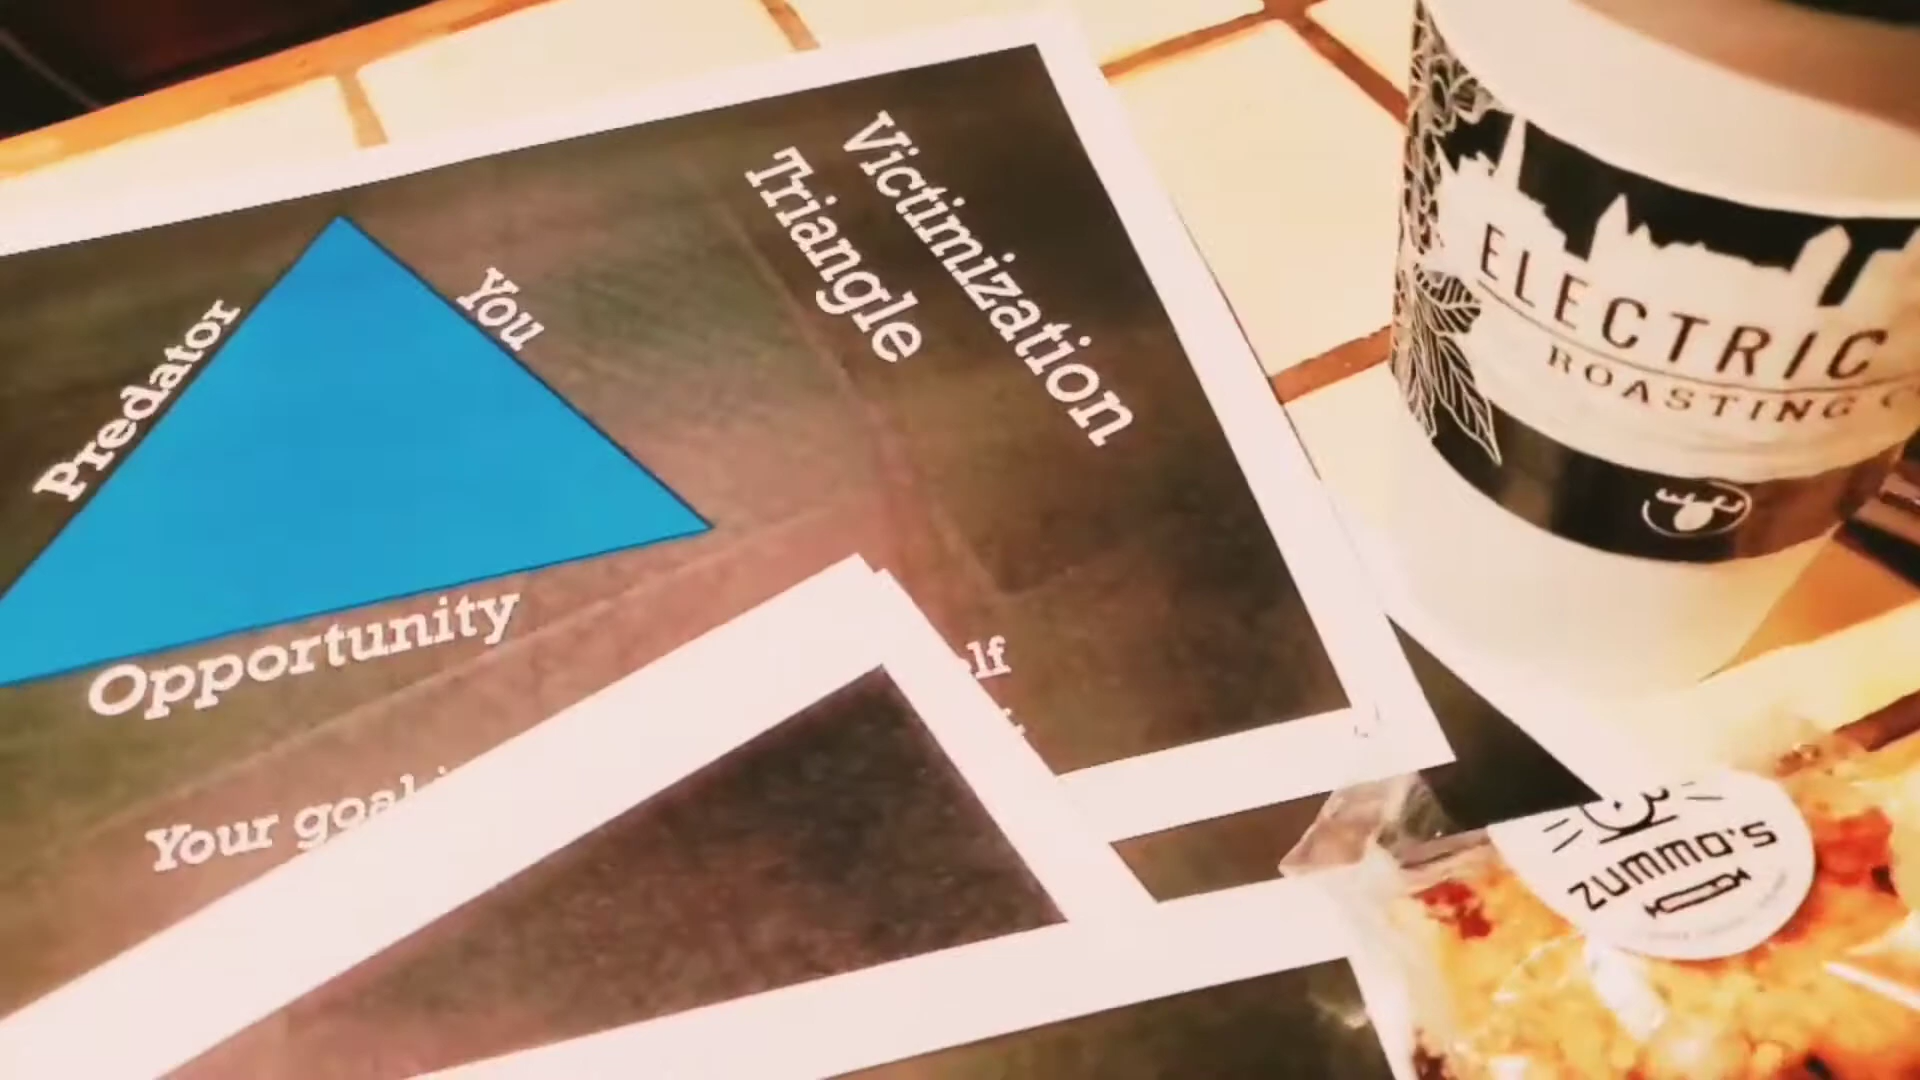 Victimization
Triangle
Predator
You
Opportunity
Your goal
ELECTRIC
ROASTING
ZUMMO'S